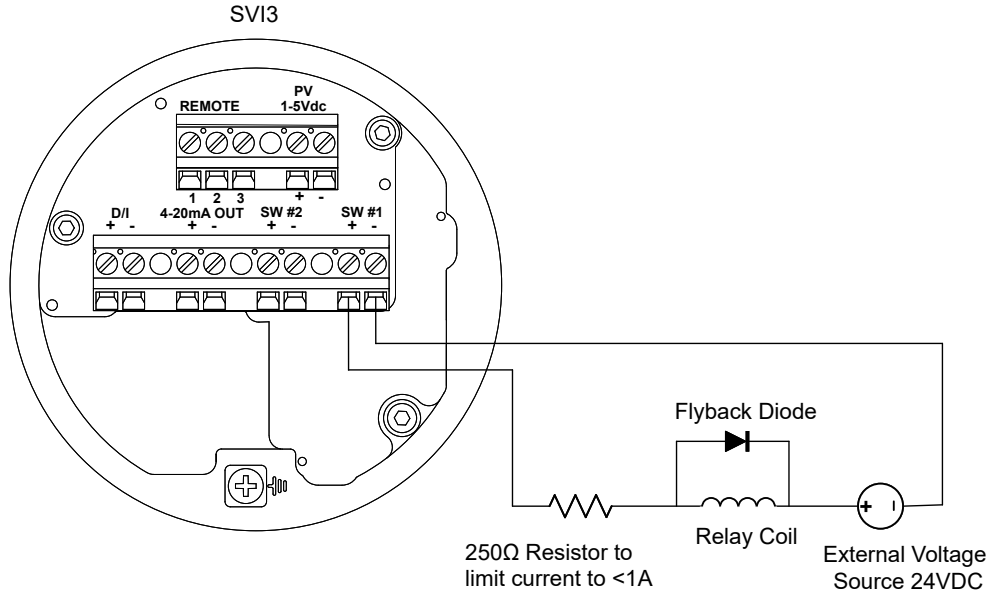 SVI3
PV
REMOTE 1-5Vdc
1 2 3 + -
D/I 4-20mA OUT SW #2 SW #1
+ - + - + - + -
Flyback Diode
Relay Coil
+ -
250Ω Resistor to
limit current to <1A
External Voltage
Source 24VDC